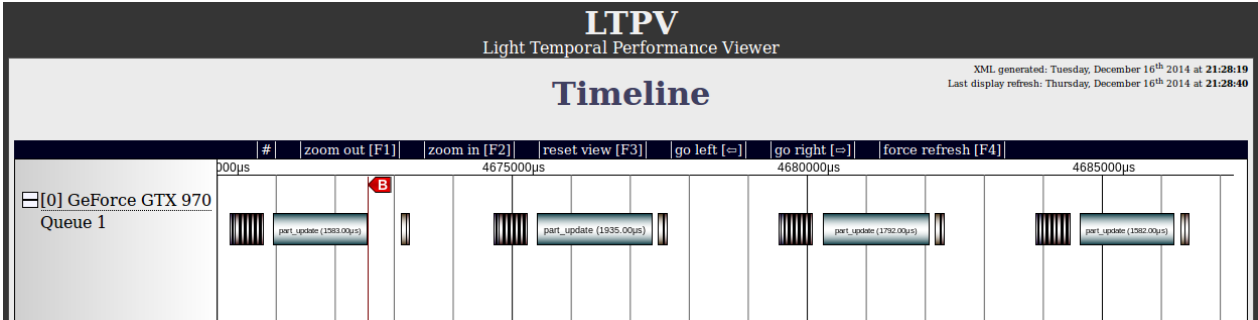 LTPV
Light Temporal Performance Viewer
XML generated: Tuesday, December 16th 2014 at 21:28:19
Last display refresh: Thursday, December 16th 2014 at 21:28:40
Timeline
# zoom out [F1] zoom in [F2] reset view [F3] go left [⇦] go right [⇨] force refresh [F4]
000μs 4675000μs 4680000μs 4685000μs
B
[0] GeForce GTX 970
Queue 1
part_update (1583.00μs) part_update (1935.00μs) part_update (1792.00μs) part_update (1582.00μs)